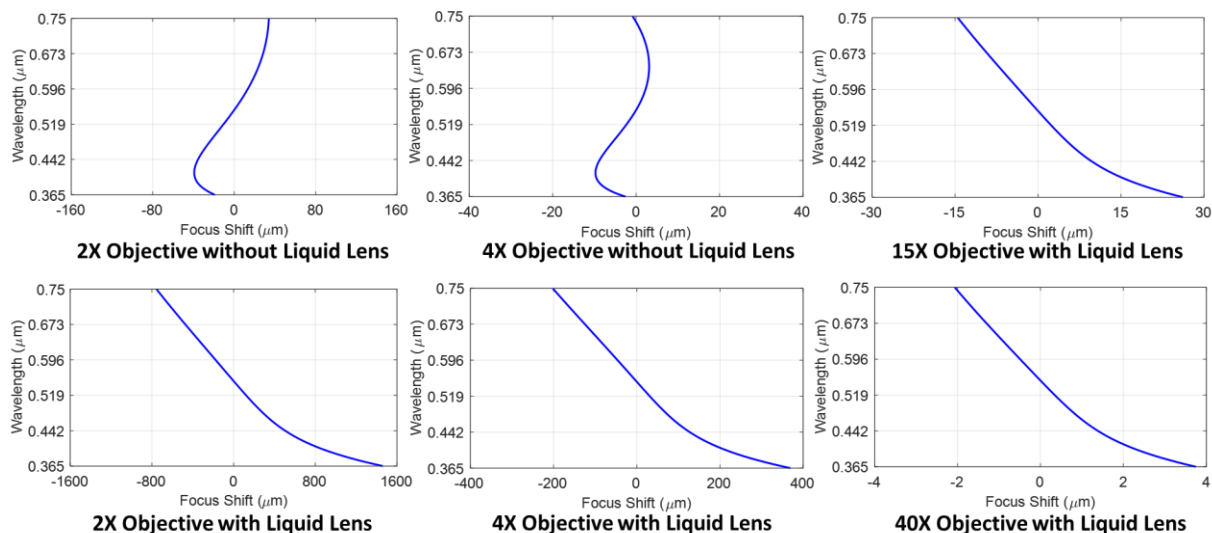 0.75
0.673
0.596
0.519
0.442
0.365
Wavelength (μm)
-160 -80 0 80 160
Focus Shift (μm)
2X Objective without Liquid Lens
0.75
0.673
0.596
0.519
0.442
0.365
Wavelength (μm)
-40 -20 0 20 40
Focus Shift (μm)
4X Objective without Liquid Lens
0.75
0.673
0.596
0.519
0.442
0.365
Wavelength (μm)
-30 -15 0 15 30
Focus Shift (μm)
15X Objective with Liquid Lens
0.75
0.673
0.596
0.519
0.442
0.365
Wavelength (μm)
-1600 -800 0 800 1600
Focus Shift (μm)
2X Objective with Liquid Lens
0.75
0.673
0.596
0.519
0.442
0.365
Wavelength (μm)
-400 -200 0 200 400
Focus Shift (μm)
4X Objective with Liquid Lens
0.75
0.673
0.596
0.519
0.442
0.365
Wavelength (μm)
-4 -2 0 2 4
Focus Shift (μm)
40X Objective with Liquid Lens